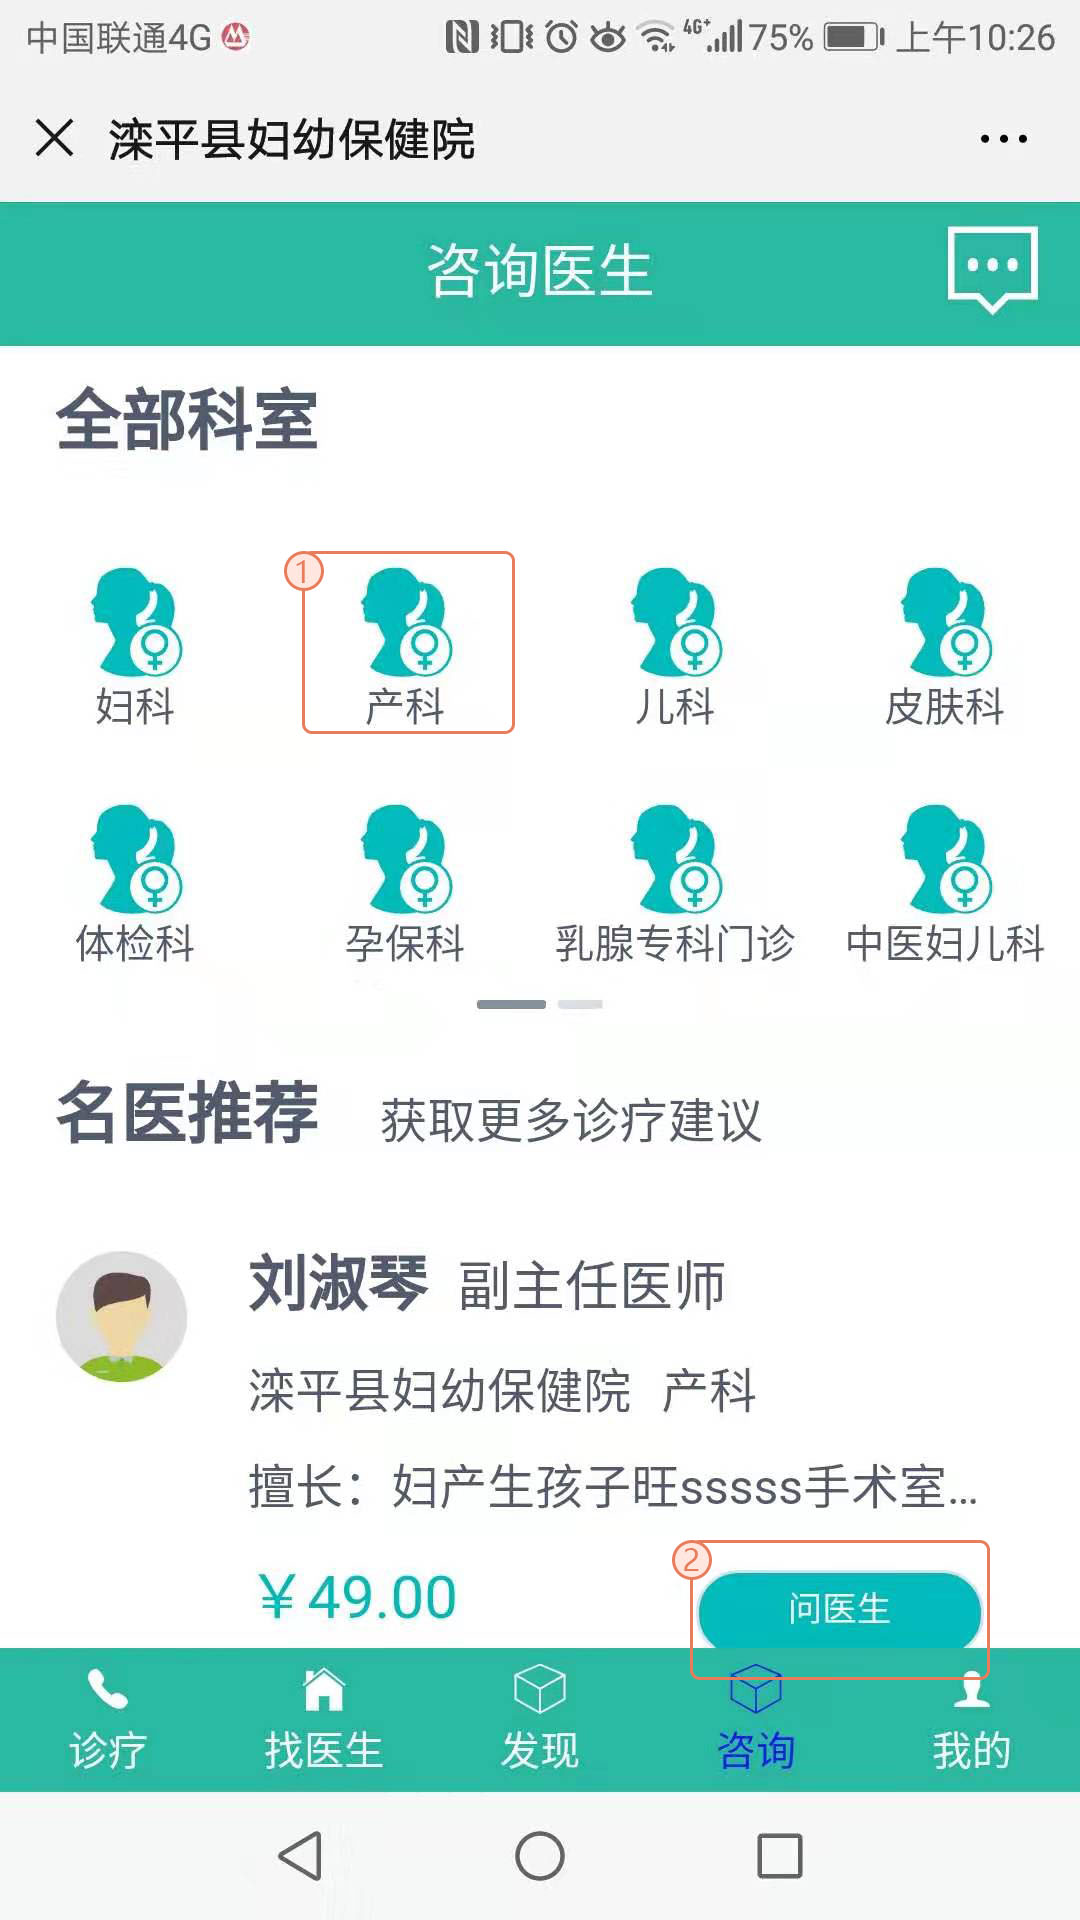 中国联通4G 4G+ 75% 上午10:26
滦平县妇幼保健院
咨询医生
全部科室
1
妇科 产科 儿科 皮肤科
体检科 孕保科 乳腺专科门诊 中医妇儿科
名医推荐 获取更多诊疗建议
刘淑琴 副主任医师
滦平县妇幼保健院 产科
擅长：妇产生孩子旺sssss手术室...
2
￥49.00 问医生
诊疗 找医生 发现 咨询 我的